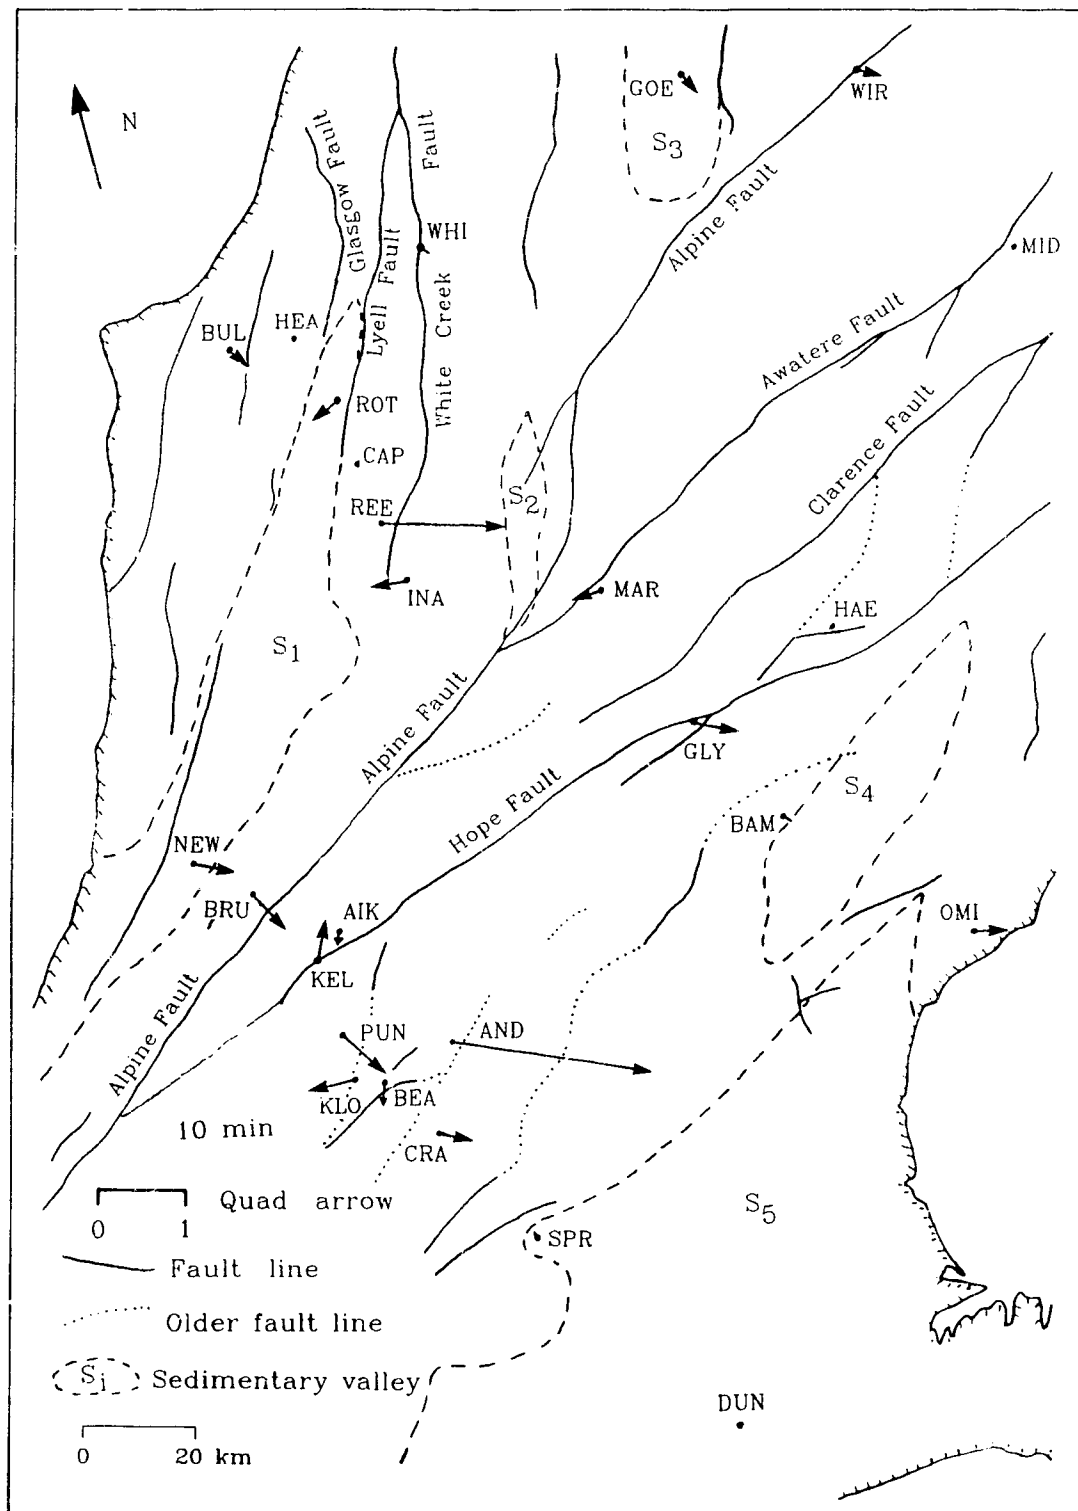 N
GOE
WIR
S3
Glasgow Fault
Fault
Alpine Fault
WHI
MID
Lyell Fault
BUL
HEA
White Creek
Awatere Fault
ROT
Clarence Fault
CAP
S2
REE
INA
MAR
HAE
S1
Alpine Fault
GLY
Hope Fault
S4
BAM
NEW
BRU
AIK
OMI
KEL
Alpine Fault
PUN
AND
KLO
BEA
10 min
CRA
Quad arrow
0 1
S5
SPR
Fault line
Older fault line
Si Sedimentary valley
DUN
0 20 km